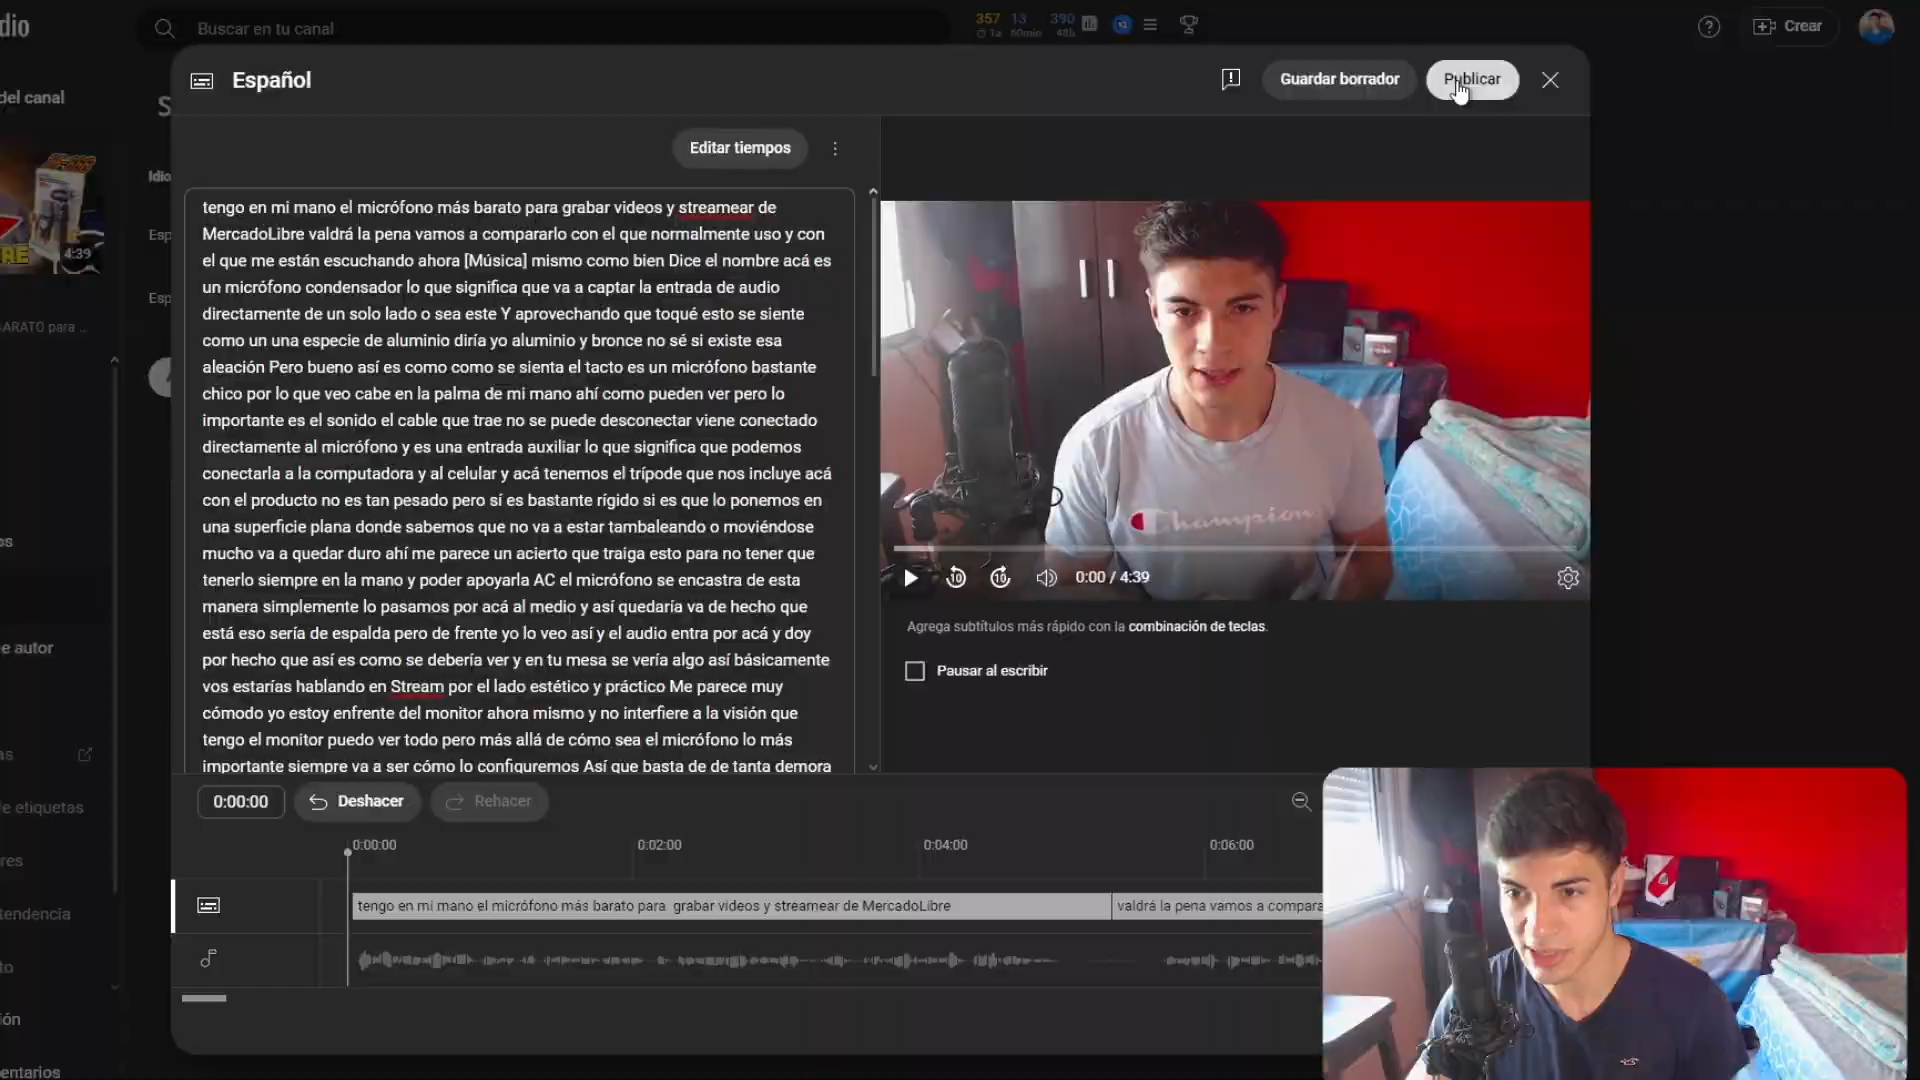 dio
Buscar en tu canal
357 13 390
1a 60min 48h
Crear
del canal
S
Español
Guardar borrador
Publicar
Editar tiempos
Idio
Esp
Esp
RE
4:39
ARATO para ...
os
e autor
as
e etiquetas
res
tendencia
to
ión
entarios
tengo en mi mano el micrófono más barato para grabar videos y streamear de
MercadoLibre valdrá la pena vamos a compararlo con el que normalmente uso y con
el que me están escuchando ahora [Música] mismo como bien Dice el nombre acá es
un micrófono condensador lo que significa que va a captar la entrada de audio
directamente de un solo lado o sea este Y aprovechando que toqué esto se siente
como un una especie de aluminio diría yo aluminio y bronce no sé si existe esa
aleación Pero bueno así es como como se sienta el tacto es un micrófono bastante
chico por lo que veo cabe en la palma de mi mano ahí como pueden ver pero lo
importante es el sonido el cable que trae no se puede desconectar viene conectado
directamente al micrófono y es una entrada auxiliar lo que significa que podemos
conectarla a la computadora y al celular y acá tenemos el trípode que nos incluye acá
con el producto no es tan pesado pero sí es bastante rígido si es que lo ponemos en
una superficie plana donde sabemos que no va a estar tambaleando o moviéndose
mucho va a quedar duro ahí me parece un acierto que traiga esto para no tener que
tenerlo siempre en la mano y poder apoyarla AC el micrófono se encastra de esta
manera simplemente lo pasamos por acá al medio y así quedaría va de hecho que
está eso sería de espalda pero de frente yo lo veo así y el audio entra por acá y doy
por hecho que así es como se debería ver y en tu mesa se vería algo así básicamente
vos estarías hablando en Stream por el lado estético y práctico Me parece muy
cómodo yo estoy enfrente del monitor ahora mismo y no interfiere a la visión que
tengo el monitor puedo ver todo pero más allá de cómo sea el micrófono lo más
importante siempre va a ser cómo lo configuremos Así que basta de de tanta demora
Champion
0:00 / 4:39
Agrega subtítulos más rápido con la combinación de teclas.
Pausar al escribir
0:00:00
Deshacer
Rehacer
0:00:00
0:02:00
0:04:00
0:06:00
tengo en mi mano el micrófono más barato para grabar videos y streamear de MercadoLibre
valdrá la pena vamos a compara